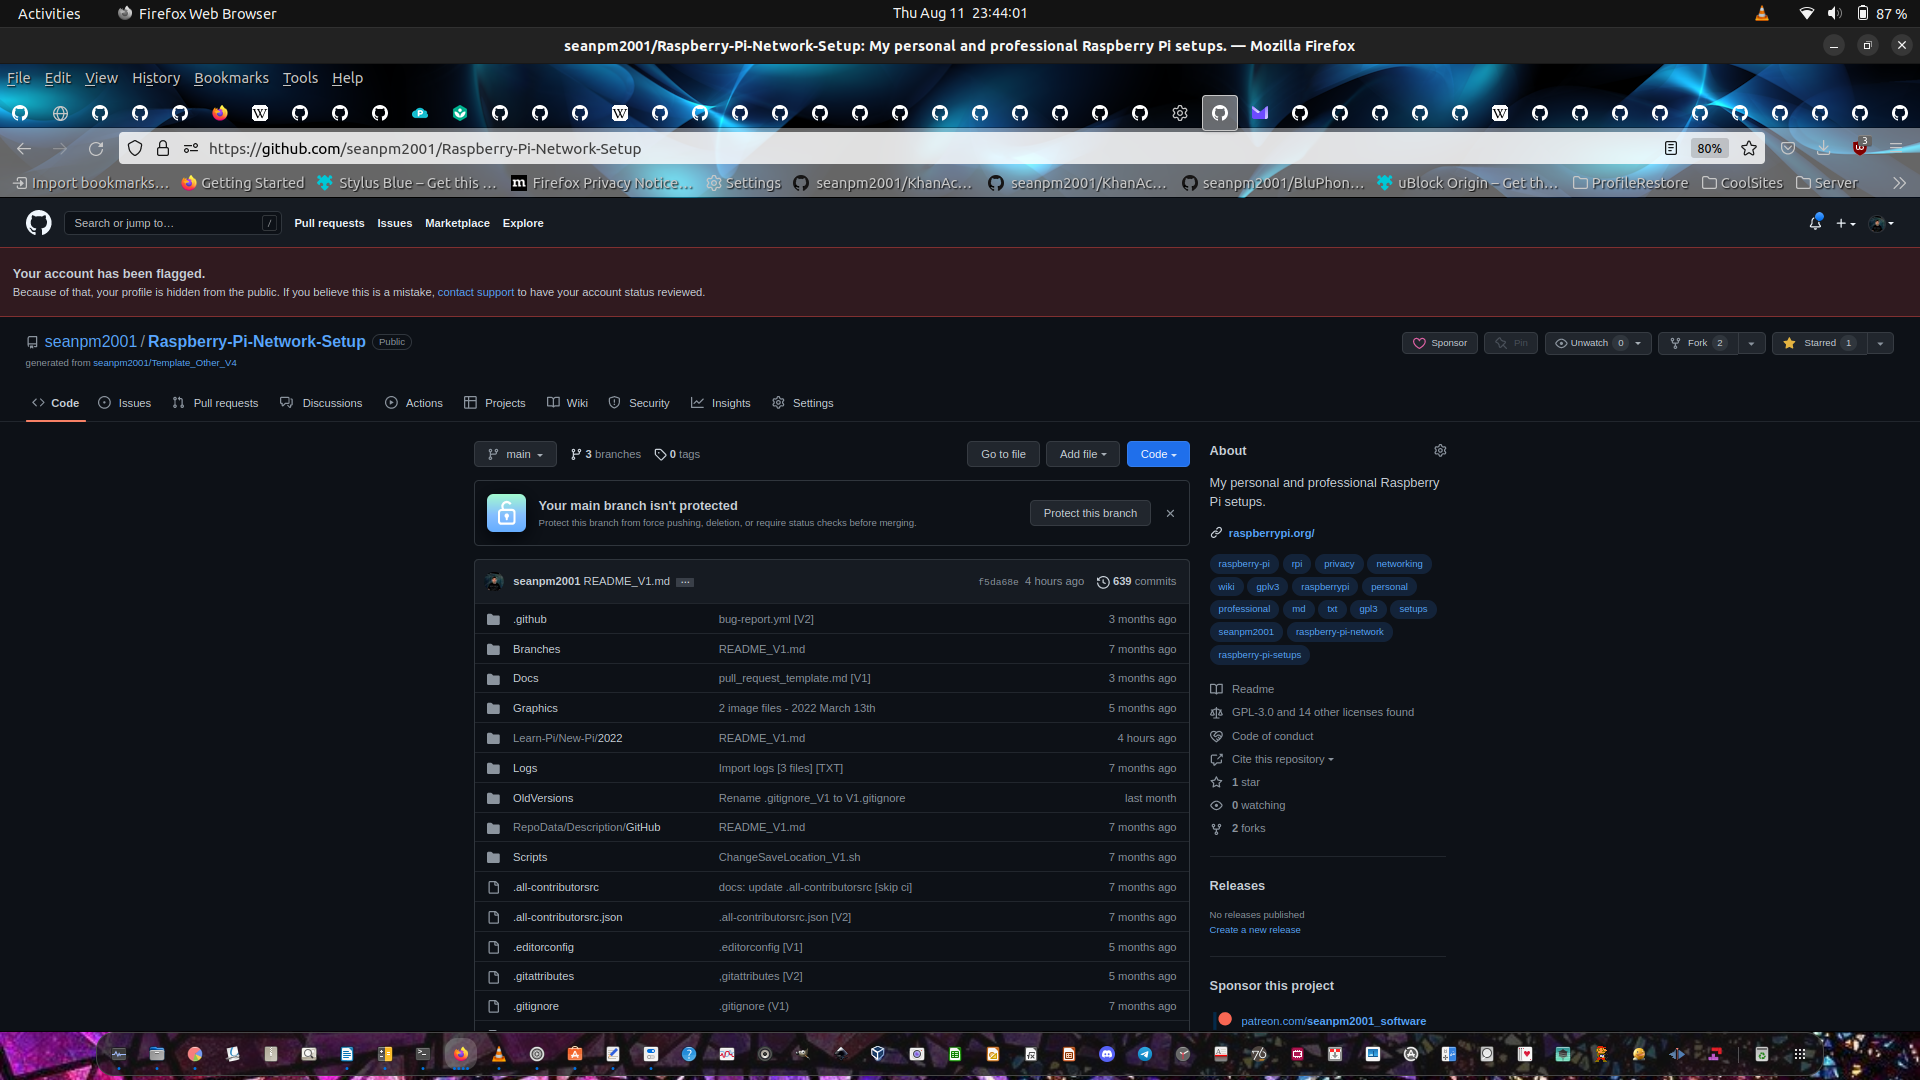 Activities
Firefox Web Browser
Thu Aug 11 23:44:01
87 %
seanpm2001/Raspberry-Pi-Network-Setup: My personal and professional Raspberry Pi setups. — Mozilla Firefox
File Edit View History Bookmarks Tools Help
https://github.com/seanpm2001/Raspberry-Pi-Network-Setup
80%
3
Import bookmarks… Getting Started Stylus Blue – Get this … Firefox Privacy Notice… Settings seanpm2001/KhanAc… seanpm2001/KhanAc… seanpm2001/BluPhon… uBlock Origin – Get th… ProfileRestore CoolSites Server
Search or jump to… /
Pull requests Issues Marketplace Explore
Your account has been flagged.
Because of that, your profile is hidden from the public. If you believe this is a mistake, contact support to have your account status reviewed.
seanpm2001 / Raspberry-Pi-Network-Setup Public
generated from seanpm2001/Template_Other_V4
Sponsor Pin Unwatch 0 Fork 2 Starred 1
Code Issues Pull requests Discussions Actions Projects Wiki Security Insights Settings
main 3 branches 0 tags Go to file Add file Code
Your main branch isn't protected
Protect this branch from force pushing, deletion, or require status checks before merging.
Protect this branch
seanpm2001 README_V1.md ... f5da68e 4 hours ago 639 commits
.github bug-report.yml [V2] 3 months ago
Branches README_V1.md 7 months ago
Docs pull_request_template.md [V1] 3 months ago
Graphics 2 image files - 2022 March 13th 5 months ago
Learn-Pi/New-Pi/2022 README_V1.md 4 hours ago
Logs Import logs [3 files] [TXT] 7 months ago
OldVersions Rename .gitignore_V1 to V1.gitignore last month
RepoData/Description/GitHub README_V1.md 7 months ago
Scripts ChangeSaveLocation_V1.sh 7 months ago
.all-contributorsrc docs: update .all-contributorsrc [skip ci] 7 months ago
.all-contributorsrc.json .all-contributorsrc.json [V2] 7 months ago
.editorconfig .editorconfig [V1] 5 months ago
.gitattributes ,gitattributes [V2] 5 months ago
.gitignore .gitignore (V1) 7 months ago
About
My personal and professional Raspberry
Pi setups.
raspberrypi.org/
raspberry-pi rpi privacy networking
wiki gplv3 raspberrypi personal
professional md txt gpl3 setups
seanpm2001 raspberry-pi-network
raspberry-pi-setups
Readme
GPL-3.0 and 14 other licenses found
Code of conduct
Cite this repository
1 star
0 watching
2 forks
Releases
No releases published
Create a new release
Sponsor this project
patreon.com/seanpm2001_software